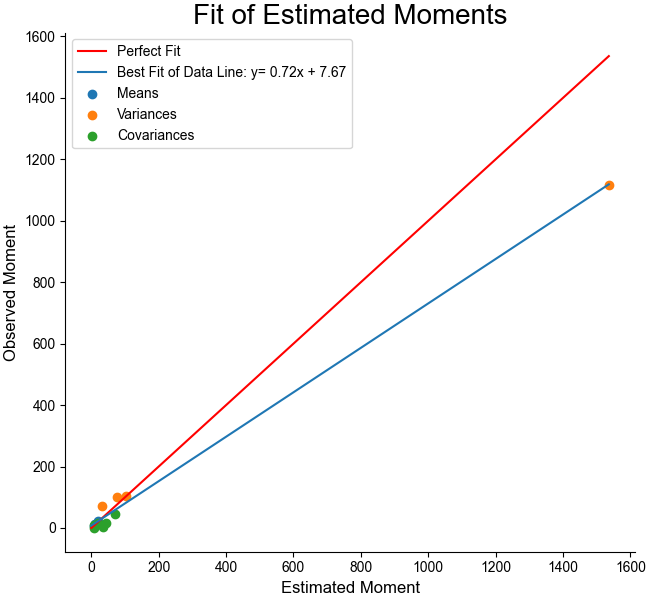 Fit of Estimated Moments
Perfect Fit
Best Fit of Data Line: y= 0.72x + 7.67
Means
Variances
Covariances
Observed Moment
1600
1400
1200
1000
800
600
400
200
0
0 200 400 600 800 1000 1200 1400 1600
Estimated Moment